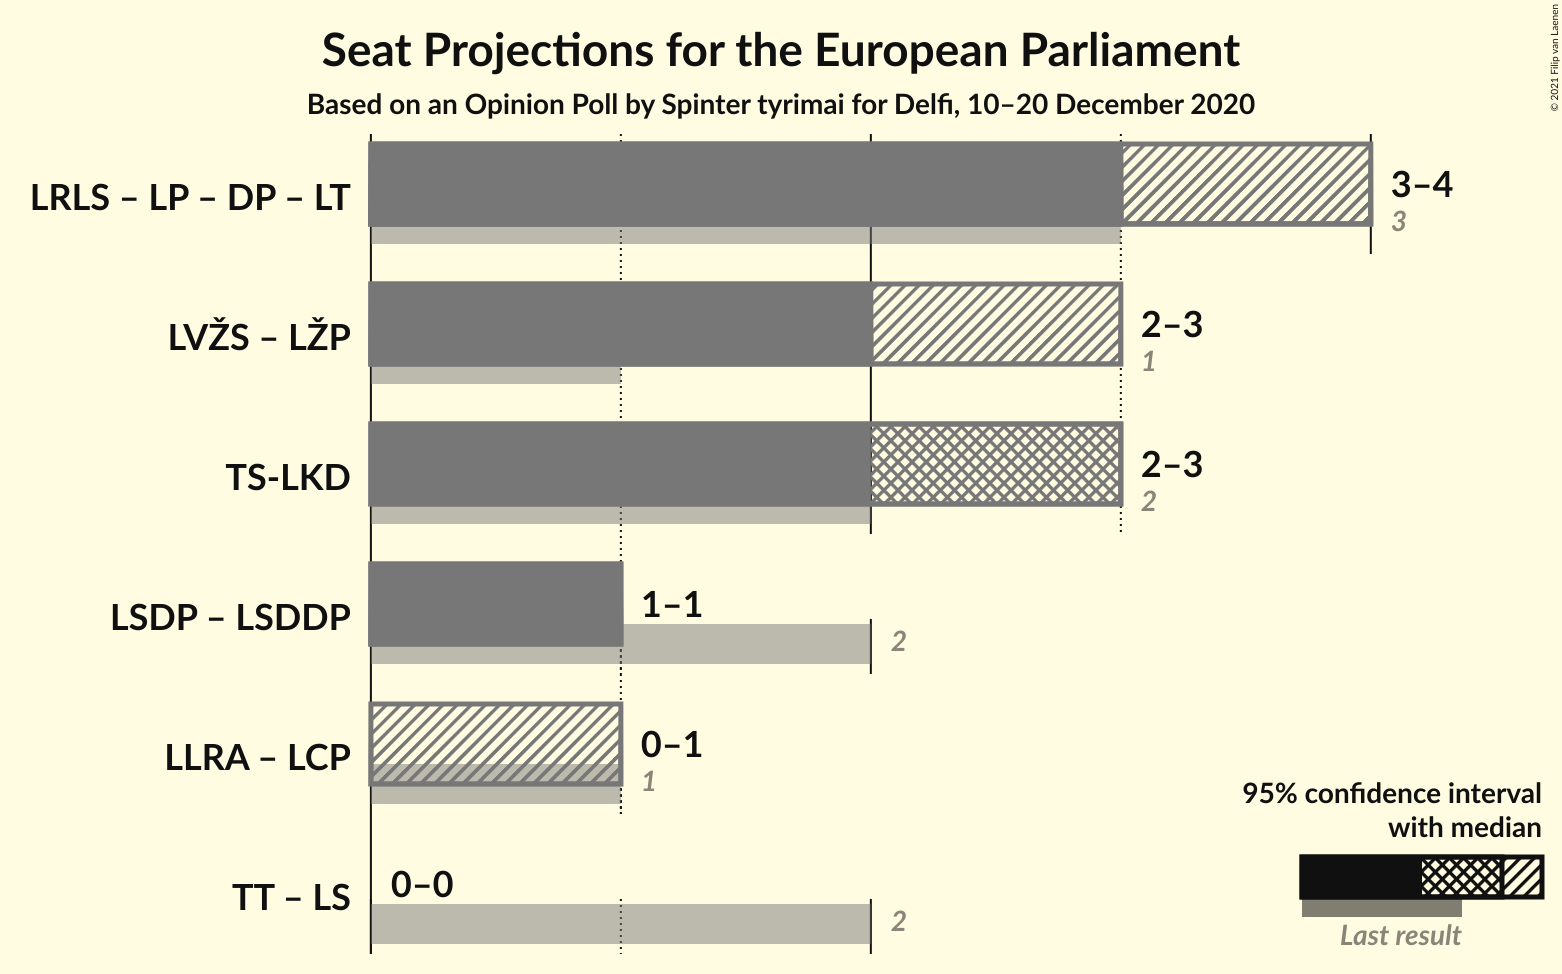 Seat Projections for the European Parliament
Based on an Opinion Poll by Spinter tyrimai for Delfi, 10–20 December 2020
© 2021 Filip van Laenen
LRLS – LP – DP – LT
3–4
3
LVŽS – LŽP
2–3
1
TS-LKD
2–3
2
LSDP – LSDDP
1–1
2
LLRA – LCP
0–1
1
TT – LS
0–0
2
95% confidence interval
with median
Last result